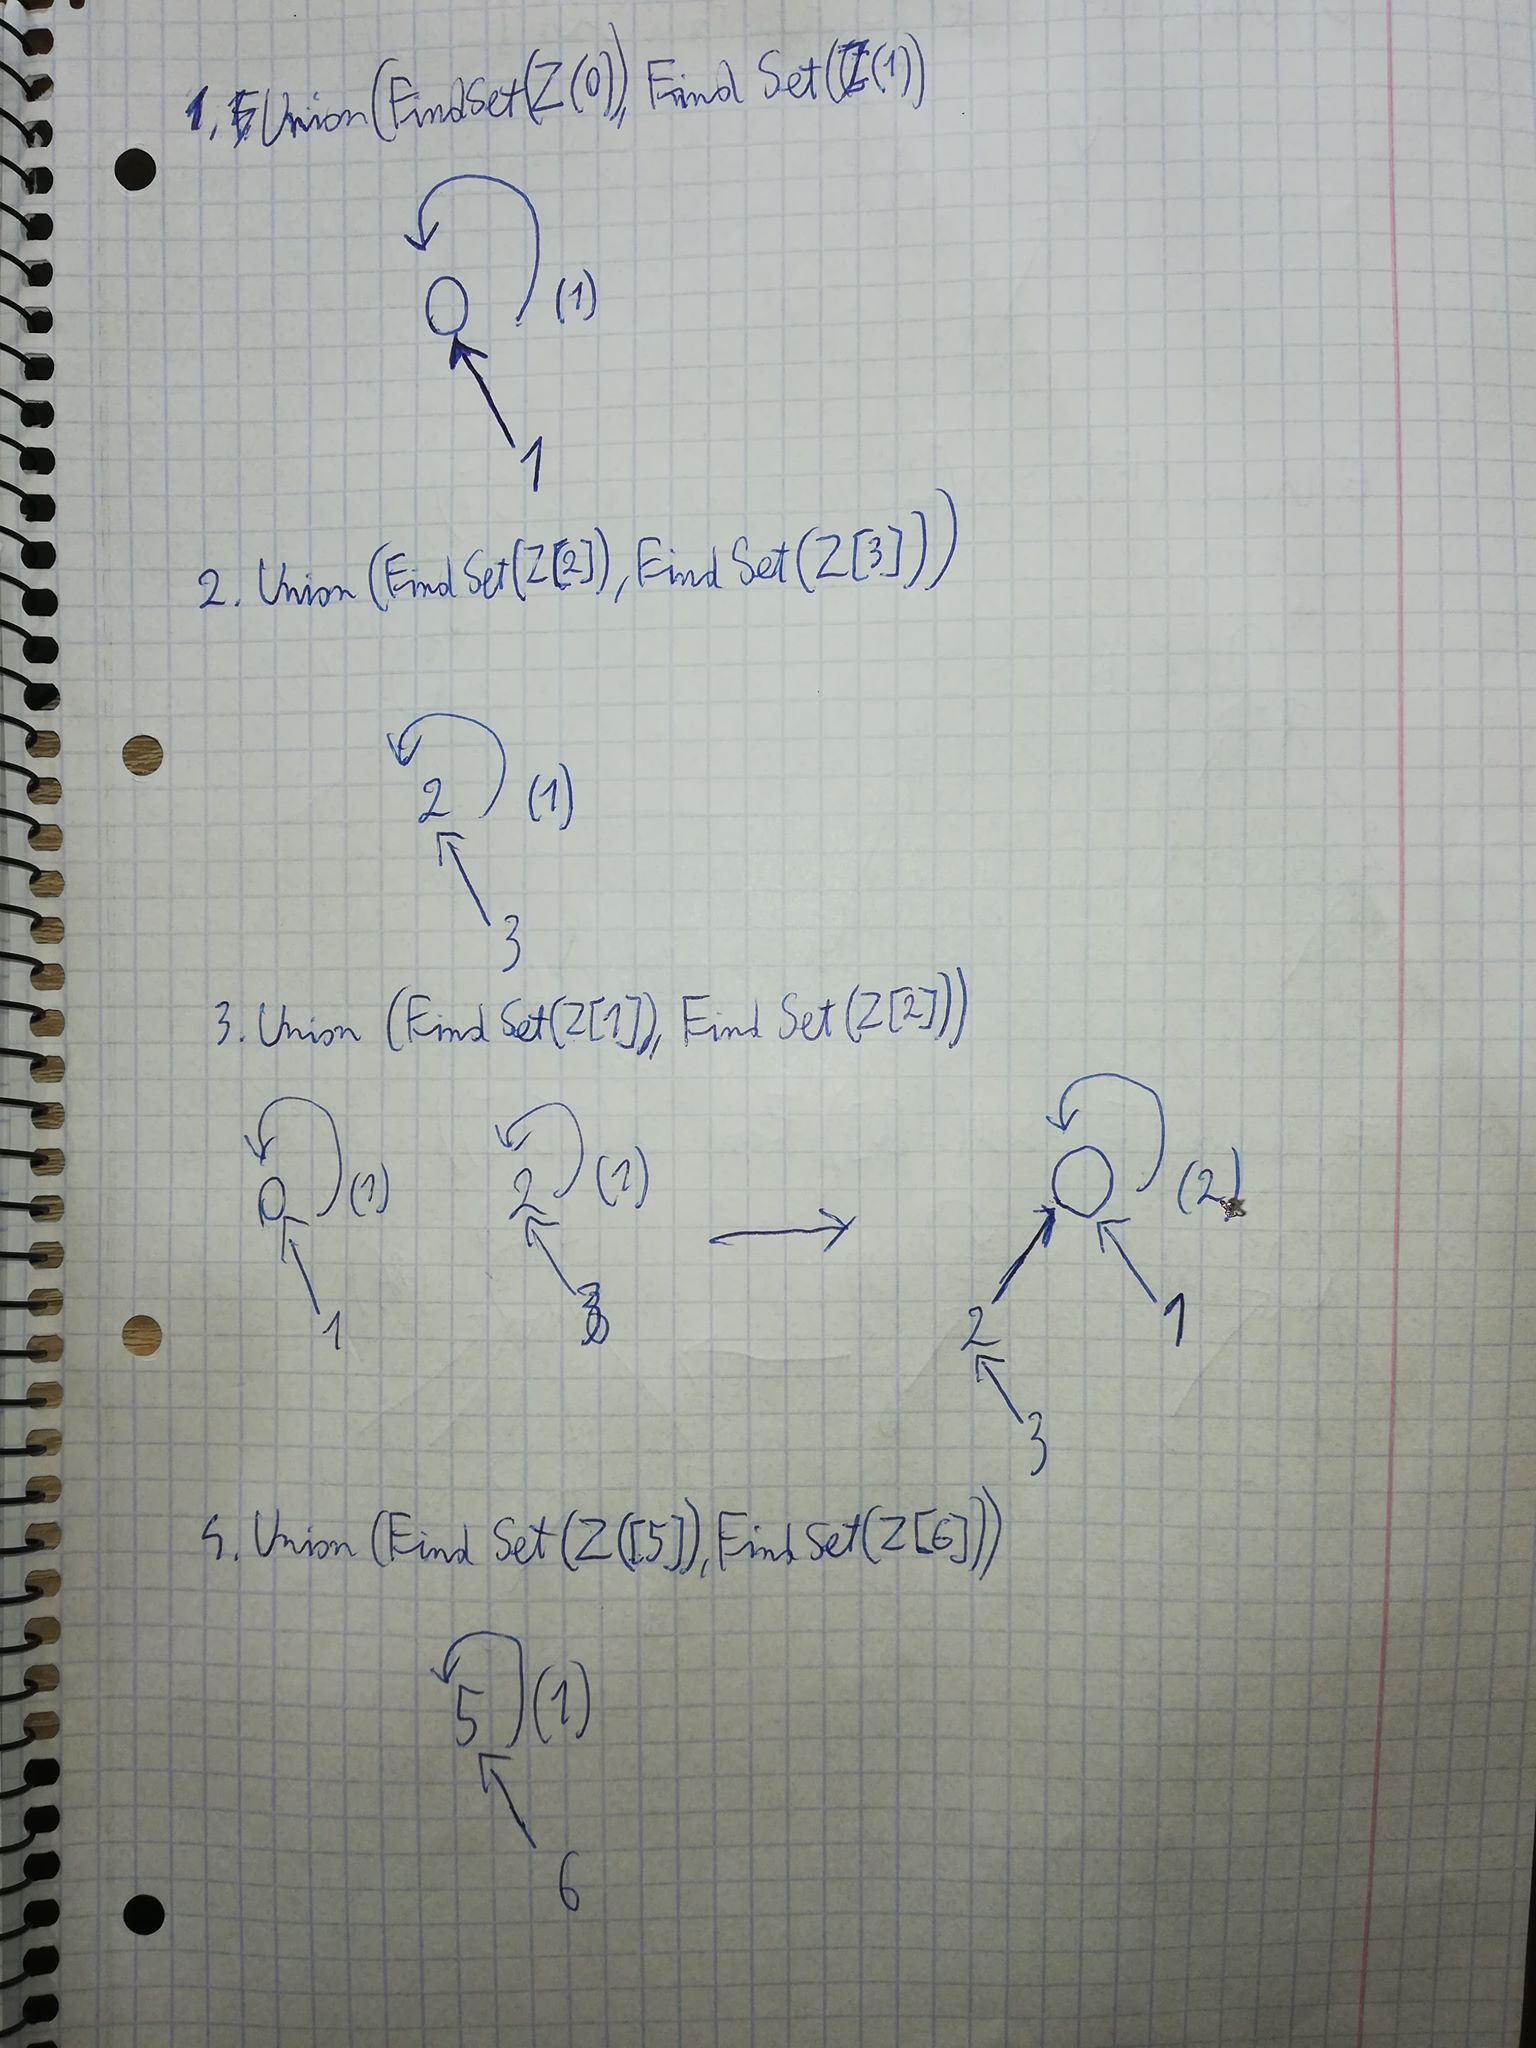 1. Union(FindSet(Z(0)), Find Set(Z(1))
0 (1)
1
2. Union (Find Set(Z[2]), Find Set(Z[3]))
2 (1)
3
3. Union (Find Set(Z[1]), Find Set(Z[2]))
0 (1) 2 (1) 0 (2)
1 3 2 1
3
4. Union (Find Set(Z([5]), Find Set(Z[6]))
5 (1)
6